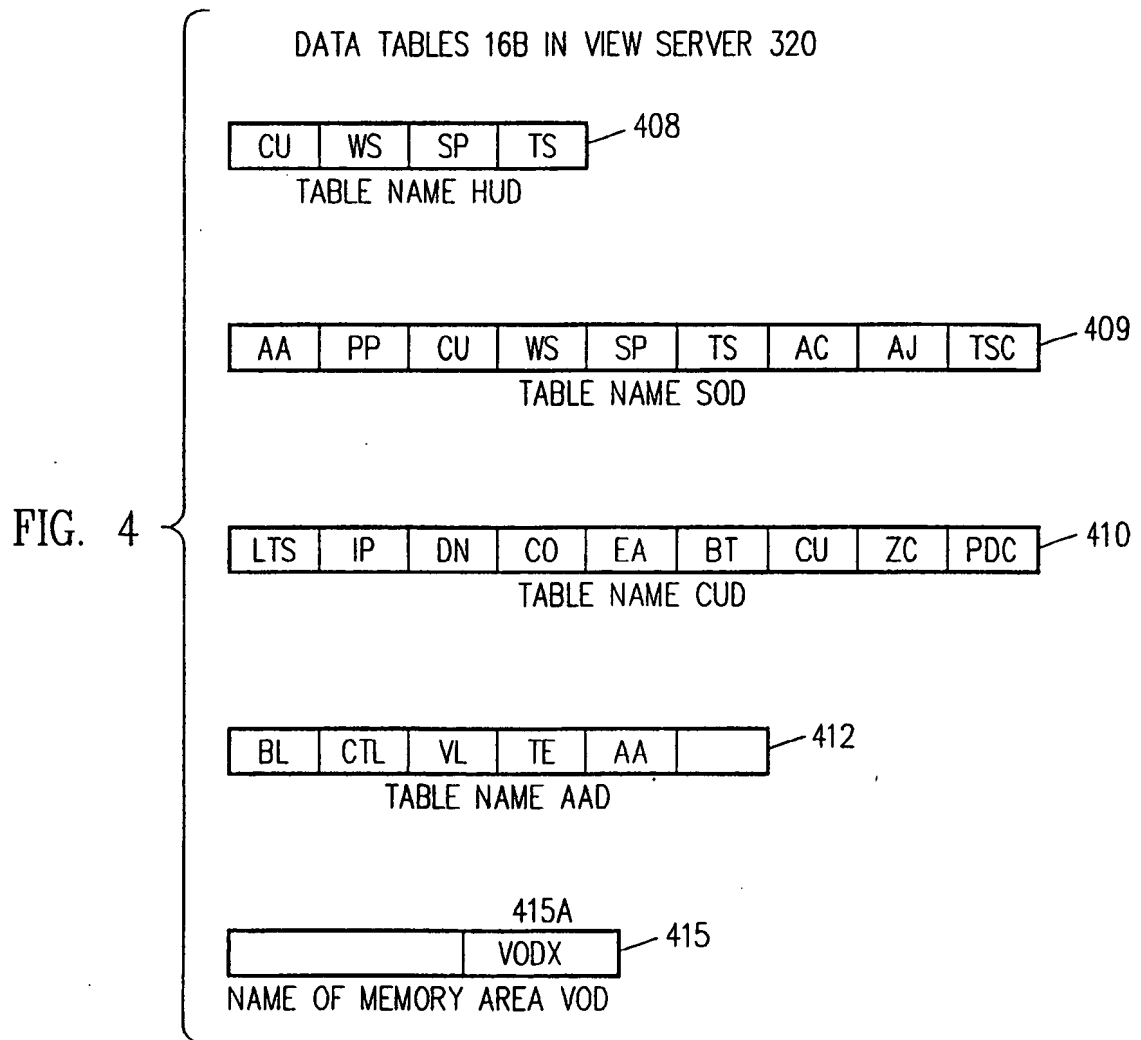 DATA TABLES 16B IN VIEW SERVER 320
CU WS SP TS 408
TABLE NAME HUD
AA PP CU WS SP TS AC AJ TSC 409
TABLE NAME SOD
FIG. 4
LTS IP DN CO EA BT CU ZC PDC 410
TABLE NAME CUD
BL CTL VL TE AA 412
TABLE NAME AAD
415A
VODX 415
NAME OF MEMORY AREA VOD